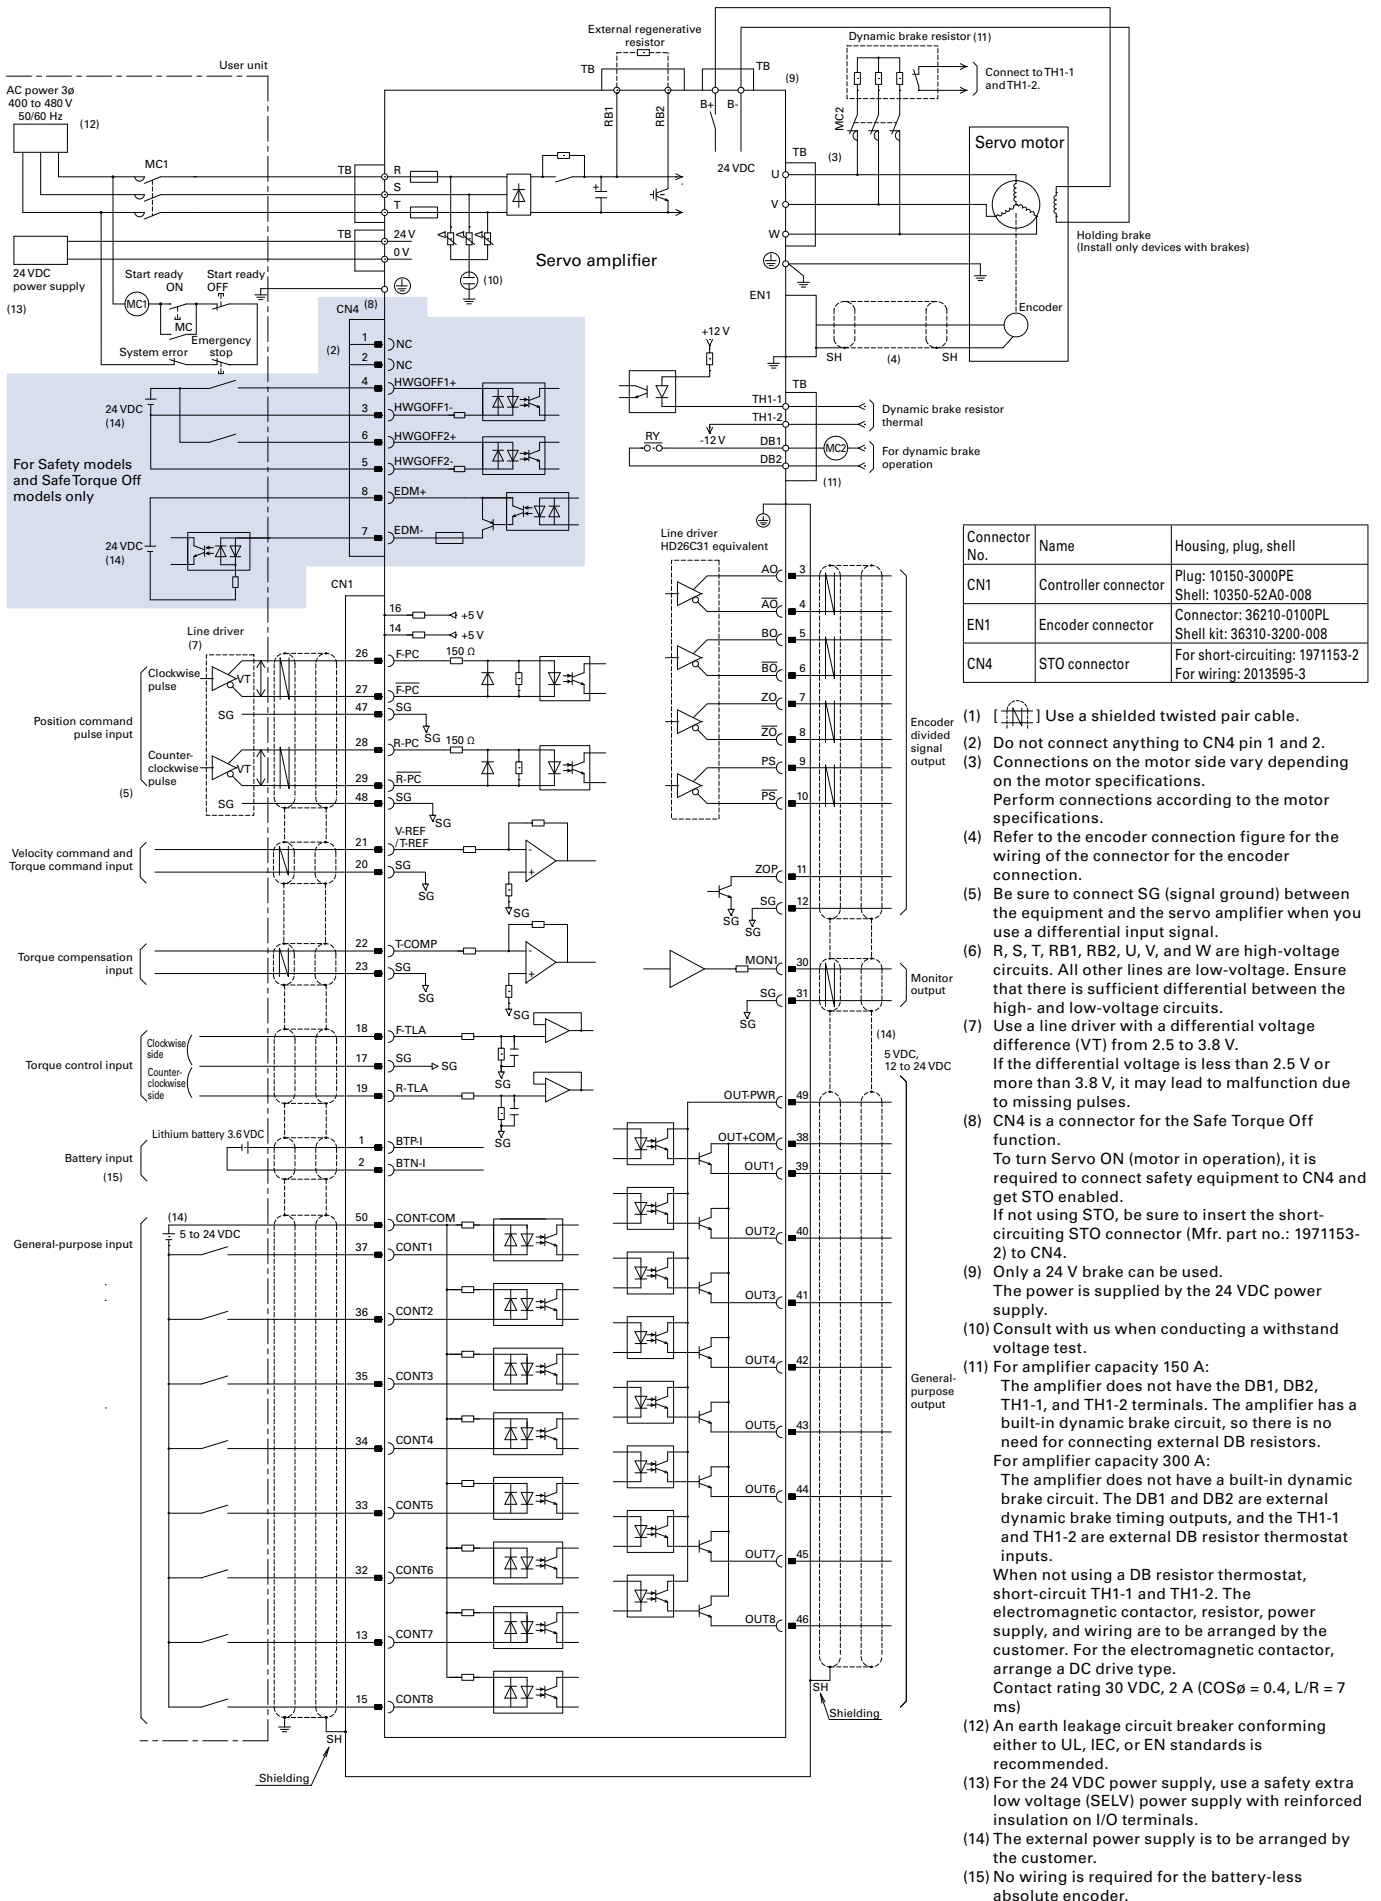 External regenerative
resistor
Dynamic brake resistor (11)
User unit
TB
TB
(9)
Connect to TH1-1
and TH1-2.
AC power 3ø
400 to 480 V
50/60 Hz
(12)
RB1
RB2
B+
B-
MC2
Servo motor
MC1
TB
R
S
T
24 VDC
TB
(3)
U
V
W
TB
24 V
0 V
Holding brake
(Install only devices with brakes)
Servo amplifier
24 VDC
power supply
(13)
Start ready
ON
Start ready
OFF
(10)
MC1
MC
CN4
(8)
EN1
Encoder
System error
Emergency
stop
+12 V
SH
(4)
SH
(2)
1
NC
2
NC
4
HWGOFF1+
3
HWGOFF1-
6
HWGOFF2+
5
HWGOFF2-
8
EDM+
7
EDM-
24 VDC
(14)
24 VDC
(14)
For Safety models
and Safe Torque Off
models only
TB
TH1-1
TH1-2
-12 V
RY
DB1
DB2
MC2
Dynamic brake resistor
thermal
For dynamic brake
operation
(11)
CN1
16
+5 V
14
+5 V
Line driver
(7)
Clockwise
pulse
VT
SG
Position command
pulse input
Counter-
clockwise
pulse
(5)
VT
SG
26
F-PC
150 Ω
27
F-PC
47
SG
SG
28
R-PC
150 Ω
29
R-PC
48
SG
SG
Velocity command and
Torque command input
21
V-REF
/T-REF
20
SG
SG
SG
Torque compensation
input
22
T-COMP
23
SG
SG
SG
Torque control input
Clockwise
side
Counter-
clockwise
side
18
F-TLA
17
SG
SG
SG
19
R-TLA
SG
Lithium battery 3.6 VDC
Battery input
(15)
1
BTP-I
2
BTN-I
General-purpose input
(14)
5 to 24 VDC
50
CONT-COM
37
CONT1
36
CONT2
35
CONT3
34
CONT4
33
CONT5
32
CONT6
13
CONT7
15
CONT8
SH
Shielding
Line driver
HD26C31 equivalent
AO
3
AO
4
BO
5
BO
6
ZO
7
ZO
8
PS
9
PS
10
ZOP
11
SG
12
SG
SG
Encoder
divided
signal
output
MON1
30
SG
31
SG
Monitor
output
(14)
5 VDC,
12 to 24 VDC
OUT-PWR
49
OUT+COM
38
OUT1
39
OUT2
40
OUT3
41
OUT4
42
OUT5
43
OUT6
44
OUT7
45
OUT8
46
General-
purpose
output
SH
Shielding
Connector No. Name Housing, plug, shell
CN1 Controller connector Plug: 10150-3000PE
Shell: 10350-52A0-008
EN1 Encoder connector Connector: 36210-0100PL
Shell kit: 36310-3200-008
CN4 STO connector For short-circuiting: 1971153-2
For wiring: 2013595-3
(1) [ ] Use a shielded twisted pair cable.
(2) Do not connect anything to CN4 pin 1 and 2.
(3) Connections on the motor side vary depending
on the motor specifications.
Perform connections according to the motor
specifications.
(4) Refer to the encoder connection figure for the
wiring of the connector for the encoder
connection.
(5) Be sure to connect SG (signal ground) between
the equipment and the servo amplifier when you
use a differential input signal.
(6) R, S, T, RB1, RB2, U, V, and W are high-voltage
circuits. All other lines are low-voltage. Ensure
that there is sufficient differential between the
high- and low-voltage circuits.
(7) Use a line driver with a differential voltage
difference (VT) from 2.5 to 3.8 V.
If the differential voltage is less than 2.5 V or
more than 3.8 V, it may lead to malfunction due
to missing pulses.
(8) CN4 is a connector for the Safe Torque Off
function.
To turn Servo ON (motor in operation), it is
required to connect safety equipment to CN4 and
get STO enabled.
If not using STO, be sure to insert the short-
circuiting STO connector (Mfr. part no.: 1971153-
2) to CN4.
(9) Only a 24 V brake can be used.
The power is supplied by the 24 VDC power
supply.
(10) Consult with us when conducting a withstand
voltage test.
(11) For amplifier capacity 150 A:
The amplifier does not have the DB1, DB2,
TH1-1, and TH1-2 terminals. The amplifier has a
built-in dynamic brake circuit, so there is no
need for connecting external DB resistors.
For amplifier capacity 300 A:
The amplifier does not have a built-in dynamic
brake circuit. The DB1 and DB2 are external
dynamic brake timing outputs, and the TH1-1
and TH1-2 are external DB resistor thermostat
inputs.
When not using a DB resistor thermostat,
short-circuit TH1-1 and TH1-2. The
electromagnetic contactor, resistor, power
supply, and wiring are to be arranged by the
customer. For the electromagnetic contactor,
arrange a DC drive type.
Contact rating 30 VDC, 2 A (COSø = 0.4, L/R = 7
ms)
(12) An earth leakage circuit breaker conforming
either to UL, IEC, or EN standards is
recommended.
(13) For the 24 VDC power supply, use a safety extra
low voltage (SELV) power supply with reinforced
insulation on I/O terminals.
(14) The external power supply is to be arranged by
the customer.
(15) No wiring is required for the battery-less
absolute encoder.